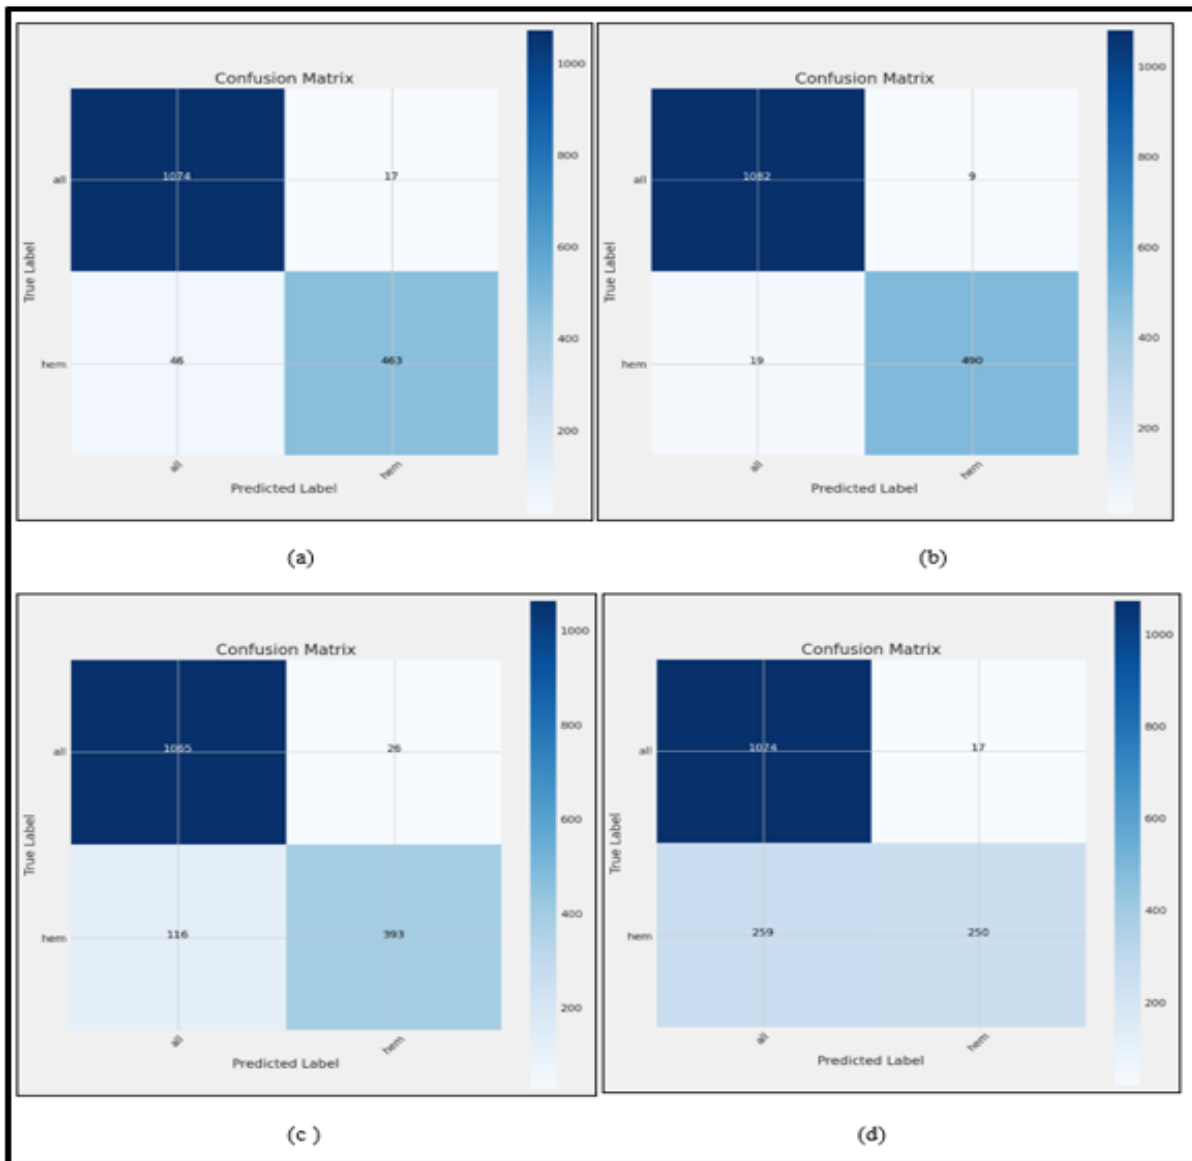 Confusion Matrix
1000
800
600
400
200
all
1074
17
True Label
hem
46
463
all
hem
Predicted Label
(a)
Confusion Matrix
1000
800
600
400
200
all
1082
9
True Label
hem
19
490
all
hem
Predicted Label
(b)
Confusion Matrix
1000
800
600
400
200
all
1065
26
True Label
hem
116
393
all
hem
Predicted Label
(c )
Confusion Matrix
1000
800
600
400
200
all
1074
17
True Label
hem
259
250
all
hem
Predicted Label
(d)